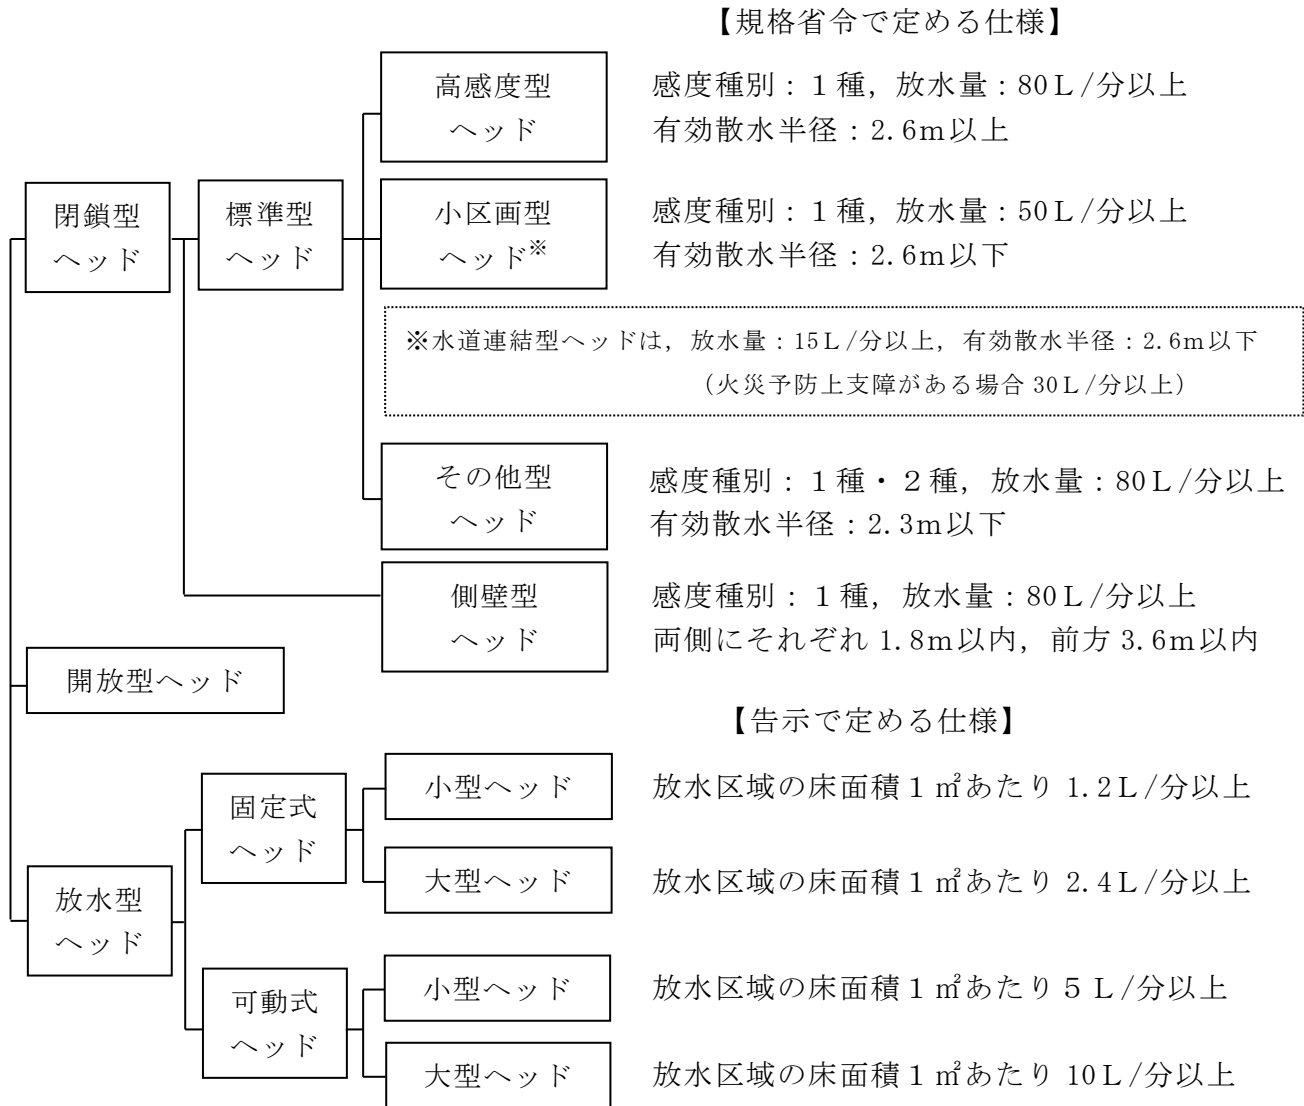 【規格省令で定める仕様】
高感度型
ヘッド
感度種別：１種，放水量：80Ｌ/分以上
有効散水半径：2.6ｍ以上
閉鎖型
ヘッド
標準型
ヘッド
小区画型
ヘッド※
感度種別：１種，放水量：50Ｌ/分以上
有効散水半径：2.6ｍ以下
※水道連結型ヘッドは，放水量：15Ｌ/分以上，有効散水半径：2.6ｍ以下
（火災予防上支障がある場合 30Ｌ/分以上）
その他型
ヘッド
感度種別：１種・２種，放水量：80Ｌ/分以上
有効散水半径：2.3ｍ以下
側壁型
ヘッド
感度種別：１種，放水量：80Ｌ/分以上
両側にそれぞれ 1.8ｍ以内，前方 3.6ｍ以内
開放型ヘッド
【告示で定める仕様】
固定式
ヘッド
小型ヘッド
放水区域の床面積１㎡あたり 1.2Ｌ/分以上
大型ヘッド
放水区域の床面積１㎡あたり 2.4Ｌ/分以上
放水型
ヘッド
可動式
ヘッド
小型ヘッド
放水区域の床面積１㎡あたり５Ｌ/分以上
大型ヘッド
放水区域の床面積１㎡あたり 10Ｌ/分以上